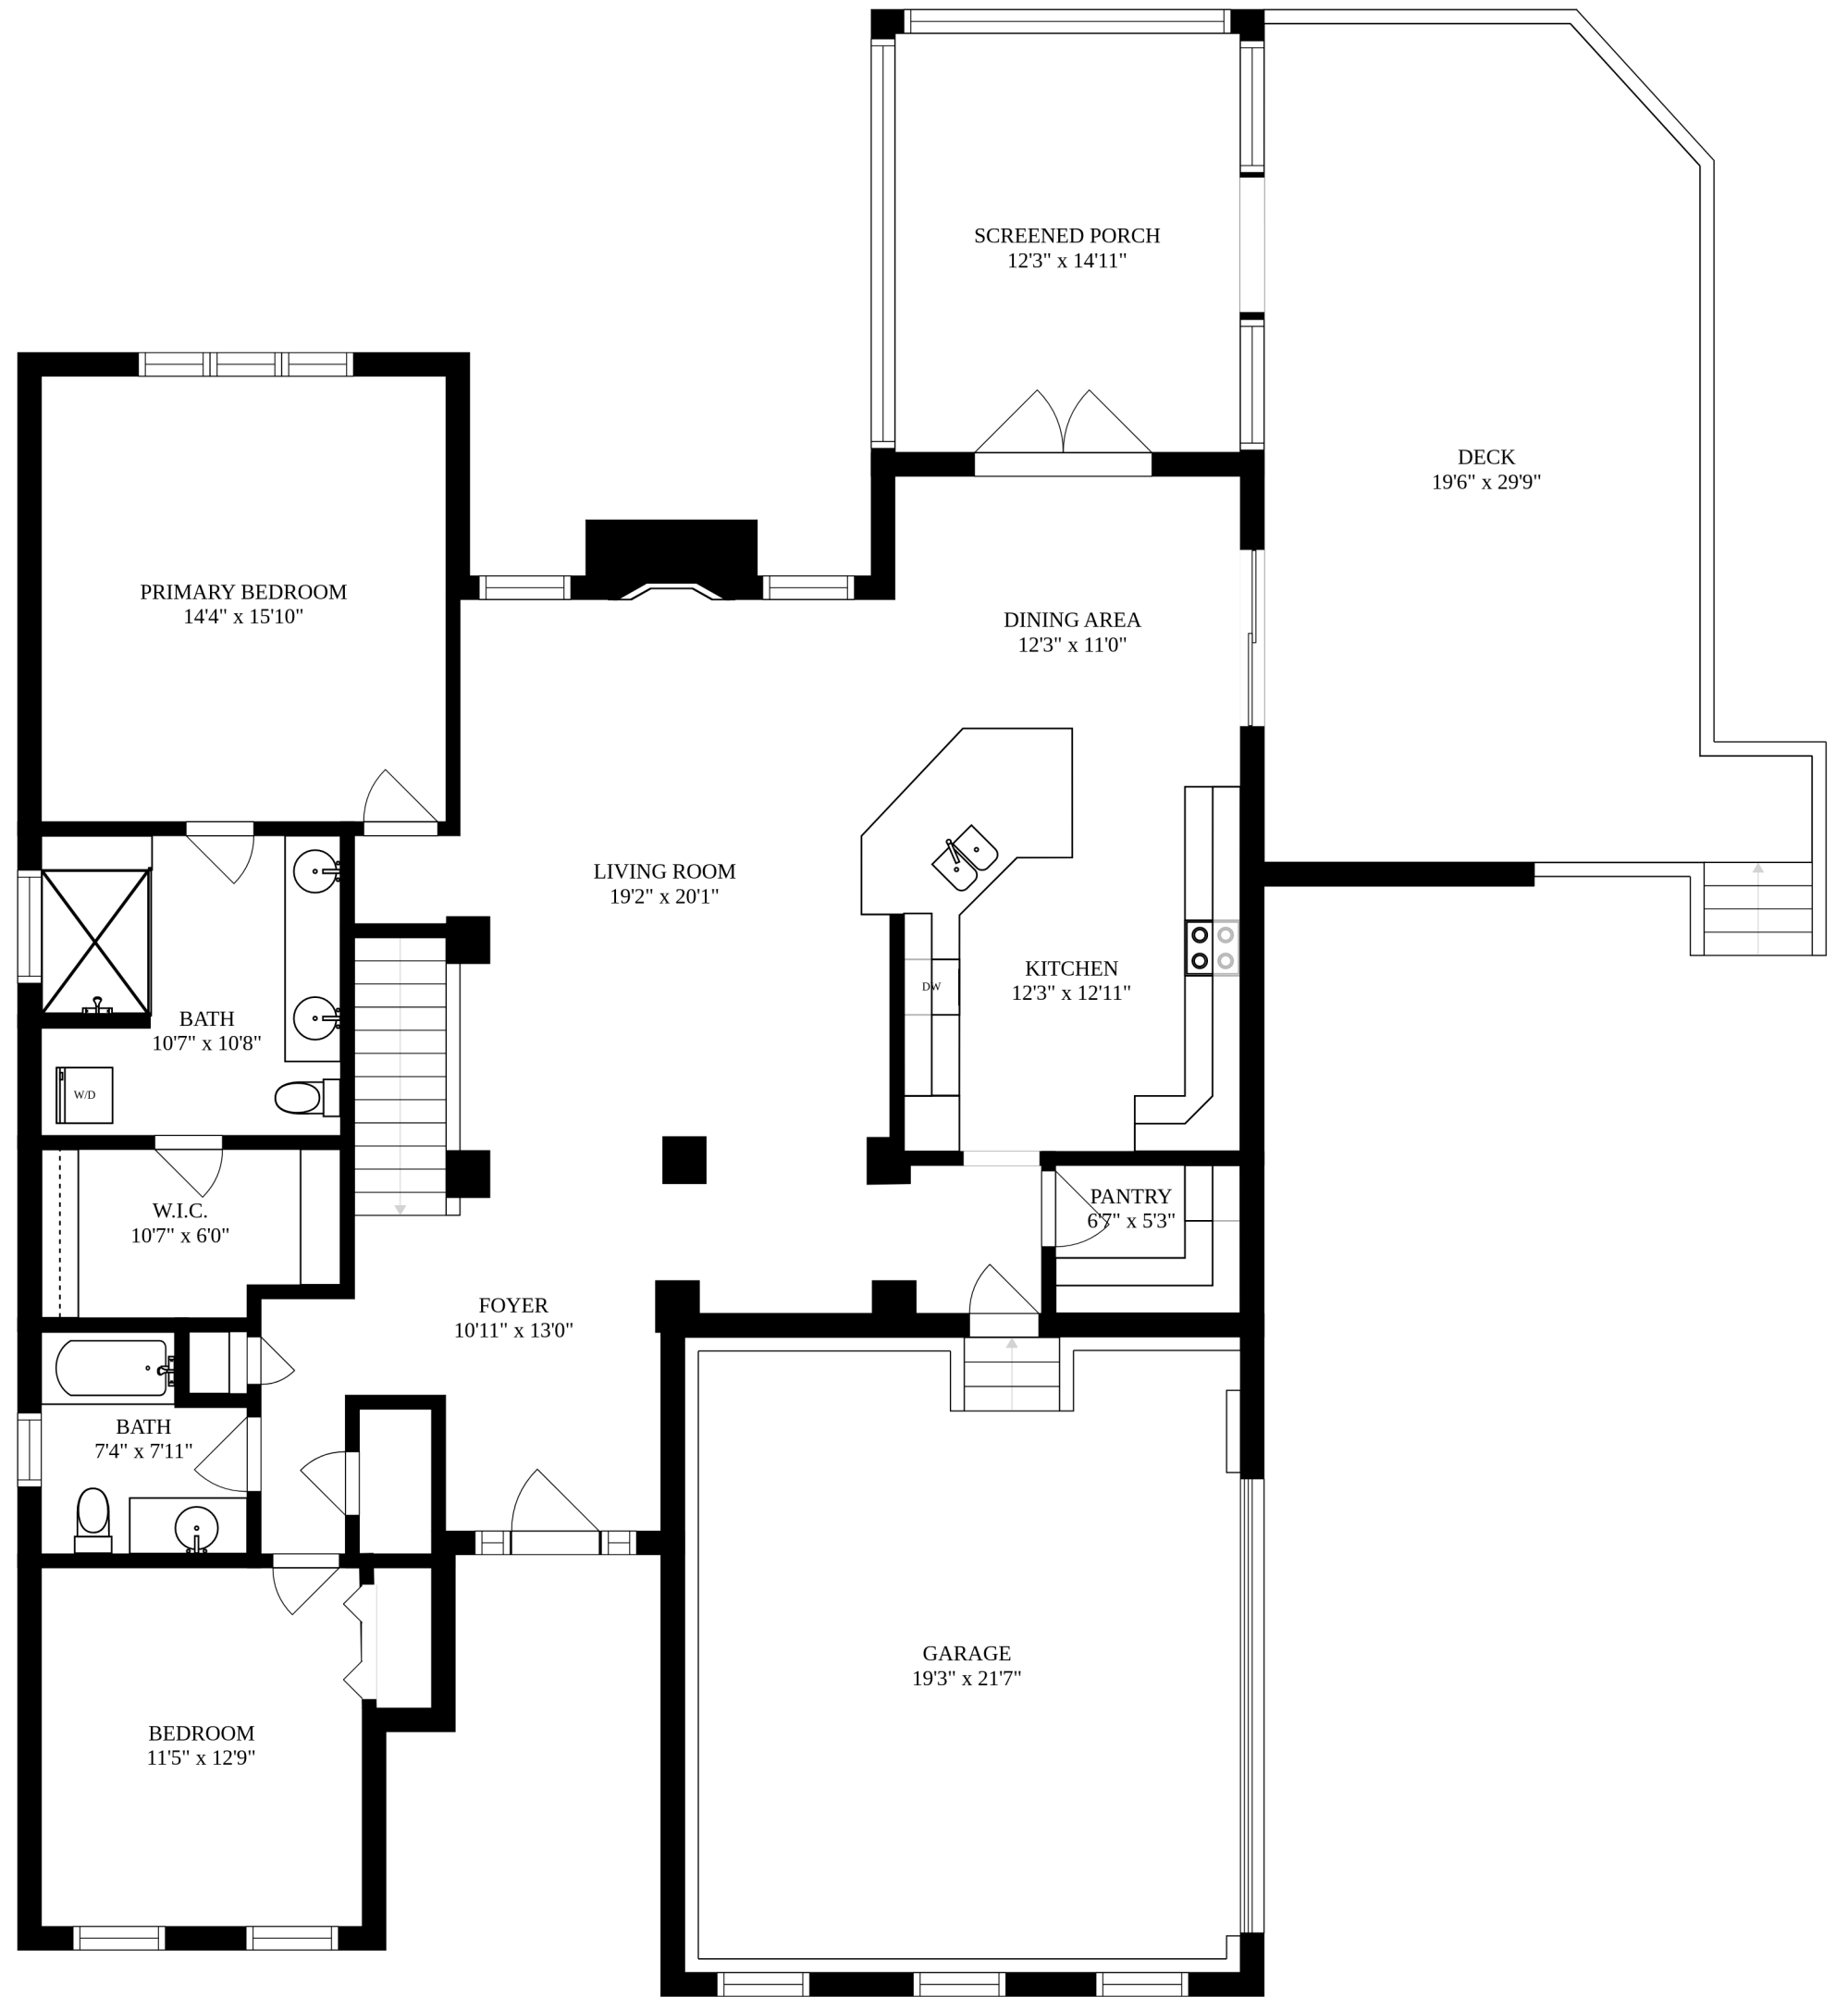 SCREENED PORCH
12'3" x 14'11"
DECK
19'6" x 29'9"
PRIMARY BEDROOM
14'4" x 15'10"
DINING AREA
12'3" x 11'0"
LIVING ROOM
19'2" x 20'1"
KITCHEN
12'3" x 12'11"
DW
BATH
10'7" x 10'8"
W/D
W.I.C.
10'7" x 6'0"
PANTRY
6'7" x 5'3"
FOYER
10'11" x 13'0"
BATH
7'4" x 7'11"
GARAGE
19'3" x 21'7"
BEDROOM
11'5" x 12'9"